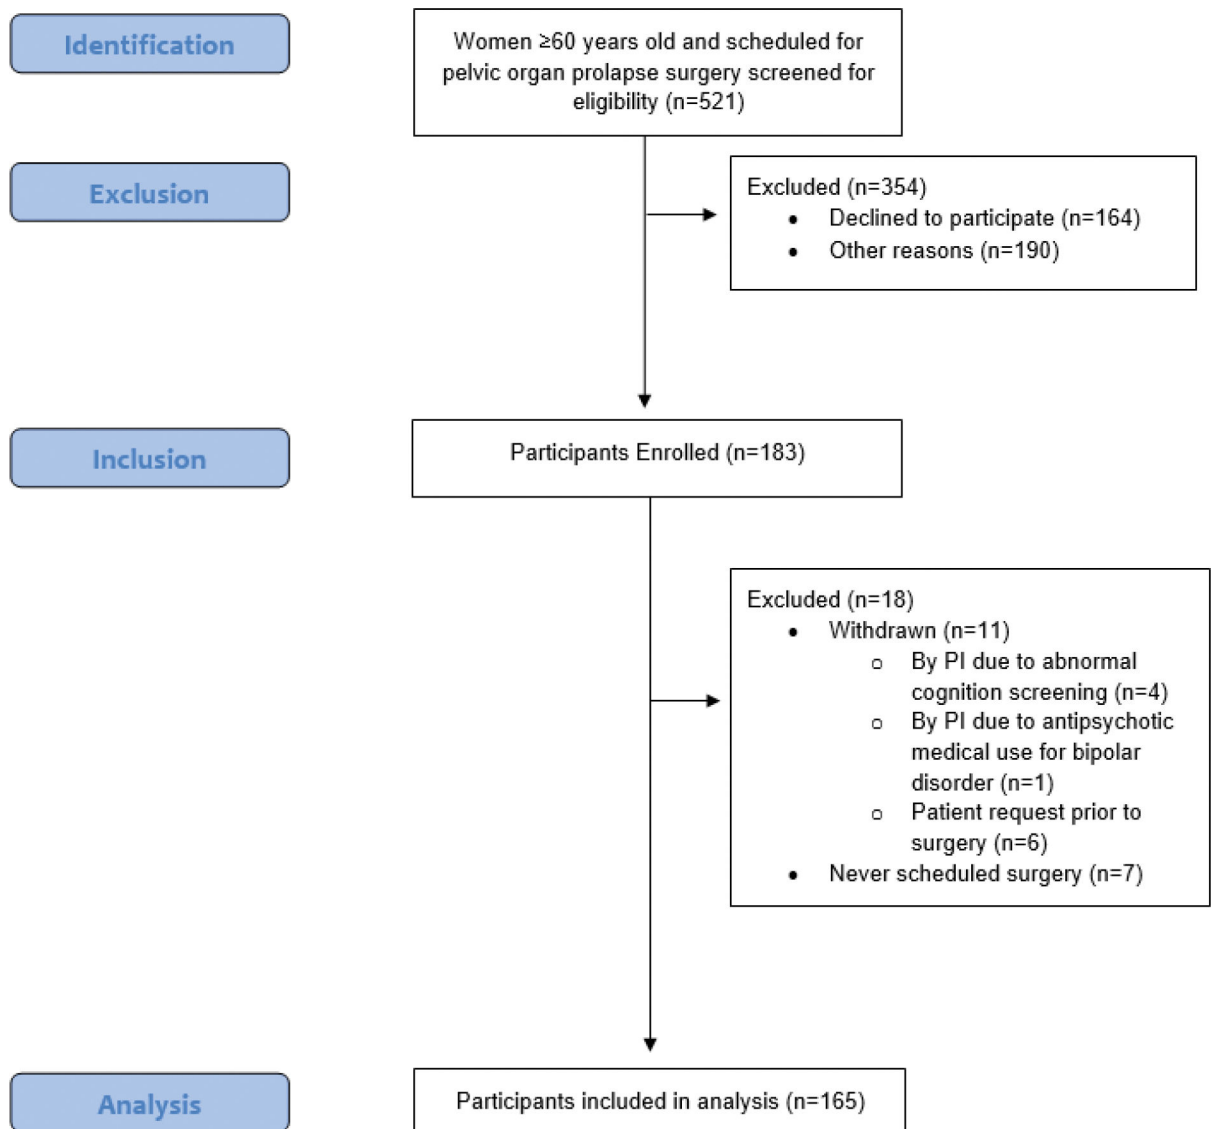 Identification
Women ≥60 years old and scheduled for
pelvic organ prolapse surgery screened for
eligibility (n=521)
Exclusion
Excluded (n=354)
• Declined to participate (n=164)
• Other reasons (n=190)
Inclusion
Participants Enrolled (n=183)
Excluded (n=18)
• Withdrawn (n=11)
o By PI due to abnormal
cognition screening (n=4)
o By PI due to antipsychotic
medical use for bipolar
disorder (n=1)
o Patient request prior to
surgery (n=6)
• Never scheduled surgery (n=7)
Analysis
Participants included in analysis (n=165)